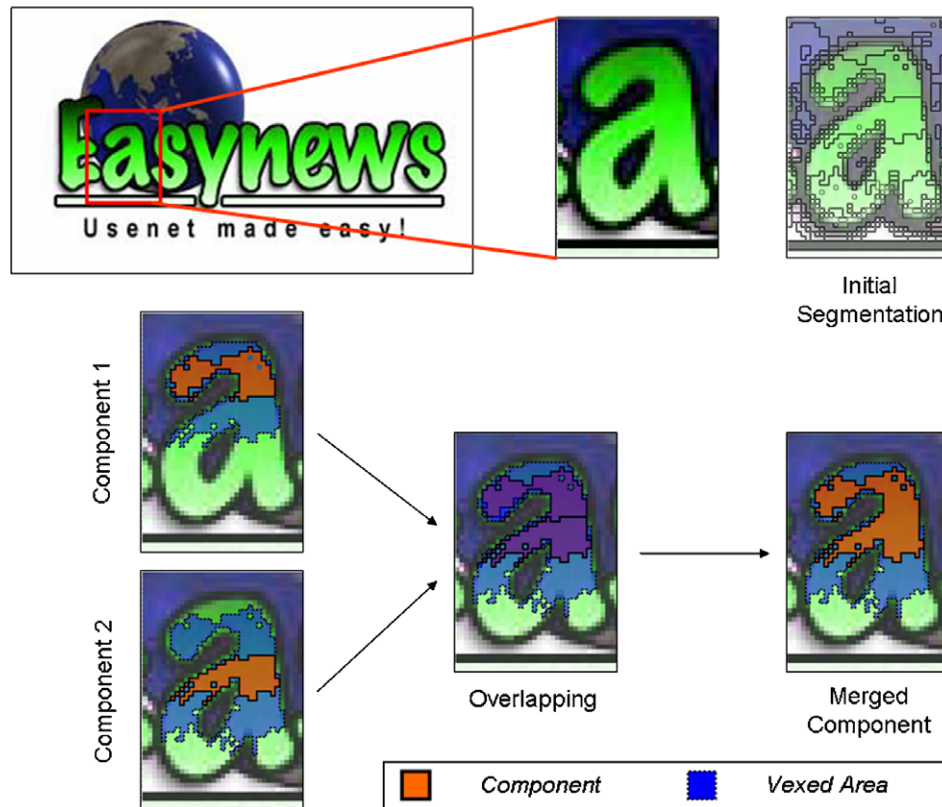 Easynews
Usenet made easy!
a
Initial
Segmentation
Component 1
Component 2
Overlapping
Merged
Component
Component
Vexed Area